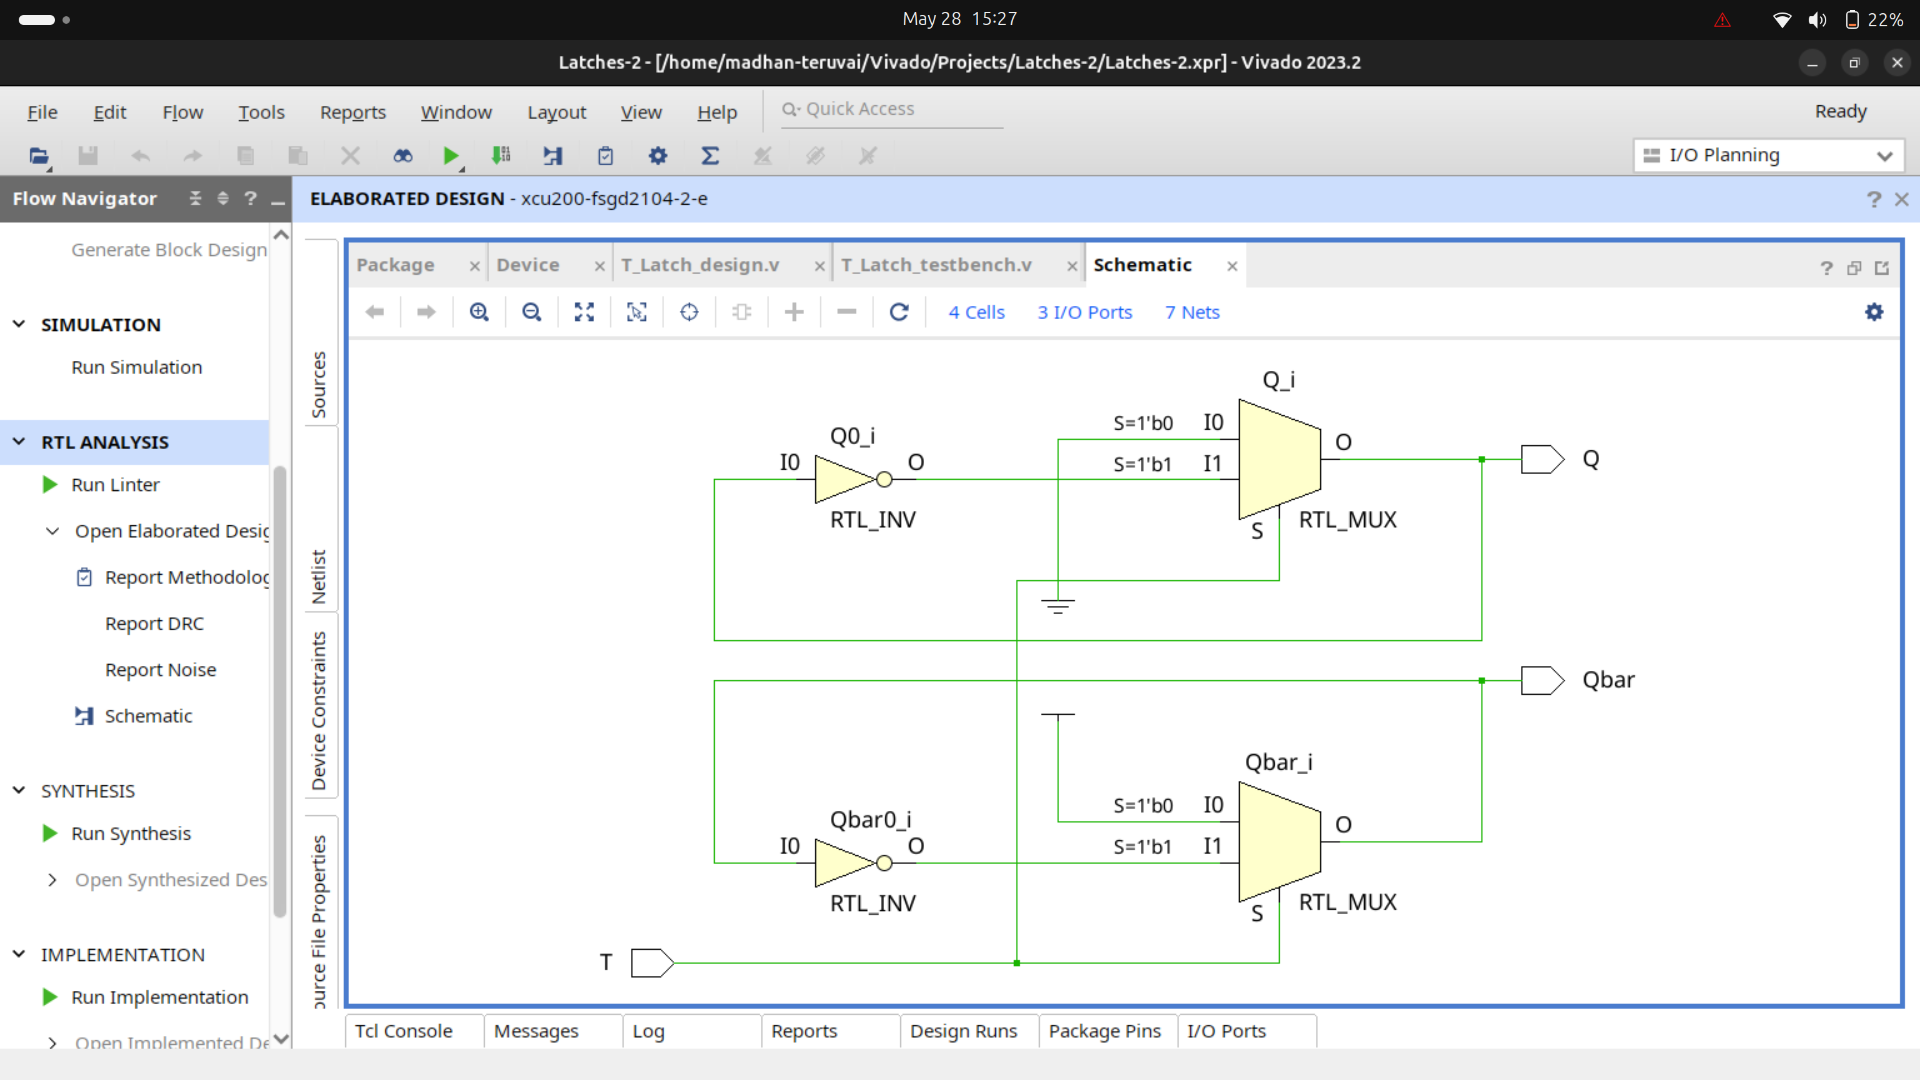 May 28 15:27
22%
Latches-2 - [/home/madhan-teruvai/Vivado/Projects/Latches-2/Latches-2.xpr] - Vivado 2023.2
File Edit Flow Tools Reports Window Layout View Help Quick Access Ready
I/O Planning
Flow Navigator ? _
ELABORATED DESIGN - xcu200-fsgd2104-2-e
Generate Block Design
SIMULATION
Run Simulation
RTL ANALYSIS
Run Linter
Open Elaborated Desig
Report Methodolog
Report DRC
Report Noise
Schematic
SYNTHESIS
Run Synthesis
Open Synthesized Des
IMPLEMENTATION
Run Implementation
Open Implemented De
Sources
Netlist
Device Constraints
ource File Properties
Package Device T_Latch_design.v T_Latch_testbench.v Schematic
4 Cells 3 I/O Ports 7 Nets
Q_i
S=1'b0 I0
Q0_i
O
I0 O
S=1'b1 I1
Q
RTL_INV
S RTL_MUX
Qbar
Qbar_i
S=1'b0 I0
Qbar0_i
O
I0 O
S=1'b1 I1
RTL_INV
S RTL_MUX
T
Tcl Console Messages Log Reports Design Runs Package Pins I/O Ports